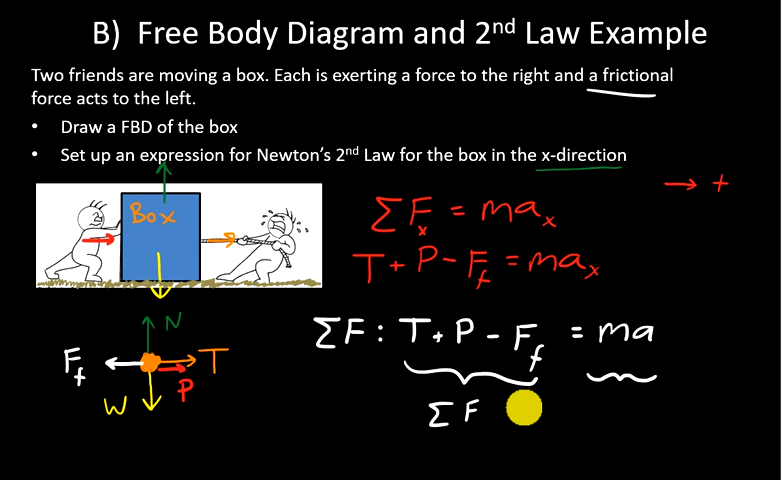 B) Free Body Diagram and 2nd Law Example
Two friends are moving a box. Each is exerting a force to the right and a frictional
force acts to the left.
• Draw a FBD of the box
• Set up an expression for Newton's 2nd Law for the box in the x-direction
→ +
Box
ΣFx = max
T + P - Ff = max
N
Ff
T
P
W
ΣF : T + P - Ff = ma
ΣF